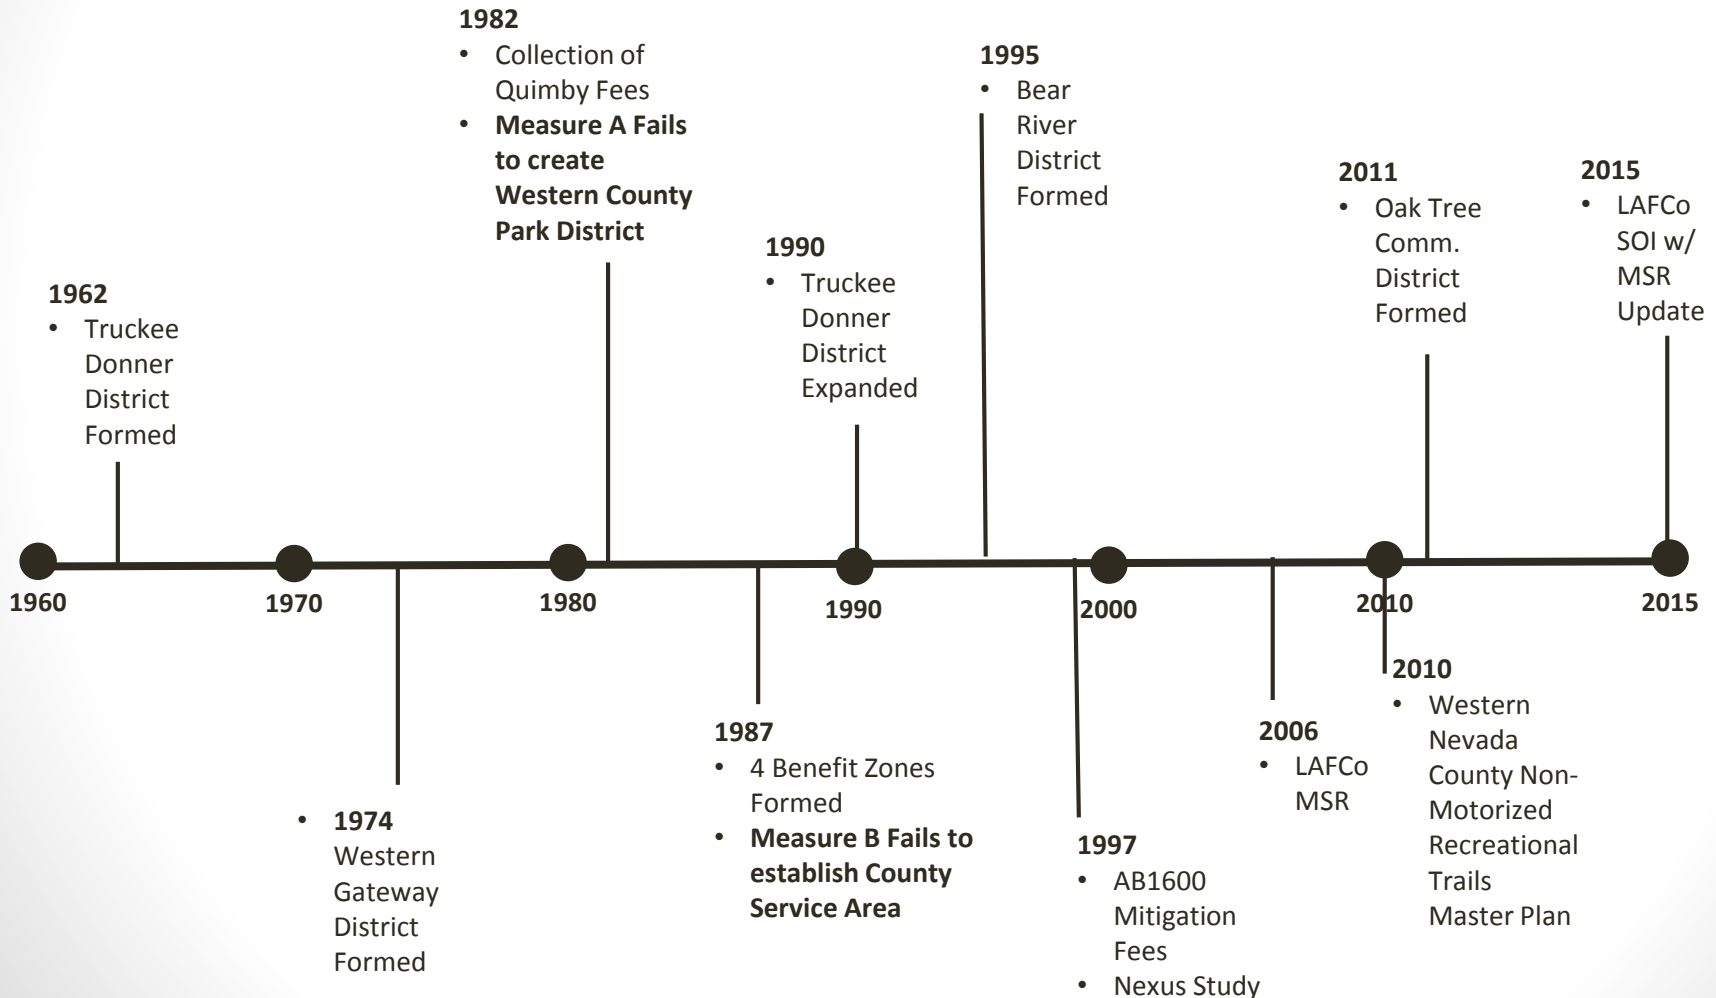 1982
• Collection of
Quimby Fees
• Measure A Fails
to create
Western County
Park District
1995
• Bear
River
District
Formed
2011
• Oak Tree
Comm.
District
Formed
2015
• LAFCo
SOI w/
MSR
Update
1990
• Truckee
Donner
District
Expanded
1962
• Truckee
Donner
District
Formed
1960
1970
1980
1990
2000
2010
2015
• 1974
Western
Gateway
District
Formed
1987
• 4 Benefit Zones
Formed
• Measure B Fails to
establish County
Service Area
1997
• AB1600
Mitigation
Fees
• Nexus Study
2006
• LAFCo
MSR
2010
• Western
Nevada
County Non-
Motorized
Recreational
Trails
Master Plan